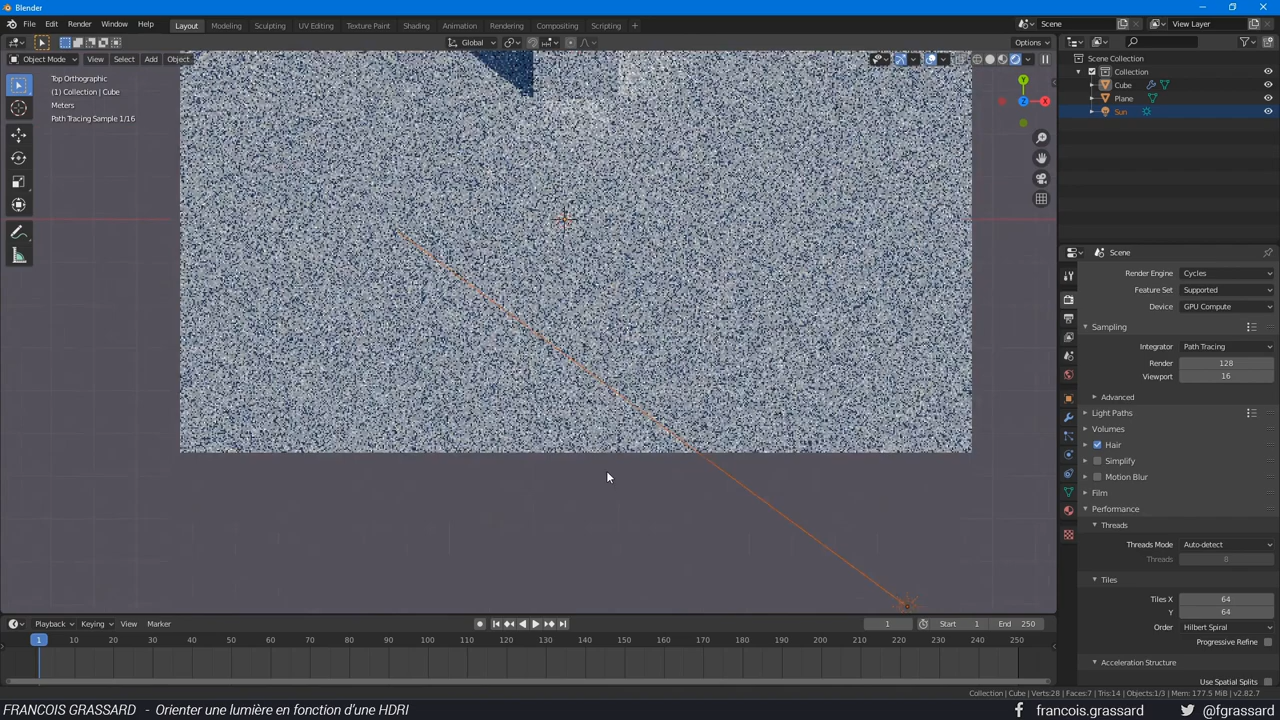 Blender
File Edit Render Window Help Layout Modeling Sculpting UV Editing Texture Paint Shading Animation Rendering Compositing Scripting + Scene View Layer
Global Options
Object Mode View Select Add Object
Top Orthographic
(1) Collection | Cube
Meters
Path Tracing Sample 1/16
Y
Z X
Scene Collection
Collection
Cube
Plane
Sun
Scene
Render Engine Cycles
Feature Set Supported
Device GPU Compute
Sampling
Integrator Path Tracing
Render 128
Viewport 16
Advanced
Light Paths
Volumes
Hair
Simplify
Motion Blur
Film
Performance
Threads
Threads Mode Auto-detect
Threads 8
Tiles
Tiles X 64
Y 64
Order Hilbert Spiral
Progressive Refine
Acceleration Structure
Use Spatial Splits
Playback Keying View Marker 1 Start 1 End 250
1 10 20 30 40 50 60 70 80 90 100 110 120 130 140 150 160 170 180 190 200 210 220 230 240 250
Collection | Cube | Verts:28 | Faces:7 | Tris:14 | Objects:1/3 | Mem: 177.5 MiB | v2.82.7
FRANCOIS GRASSARD - Orienter une lumière en fonction d'une HDRI francois.grassard @fgrassard